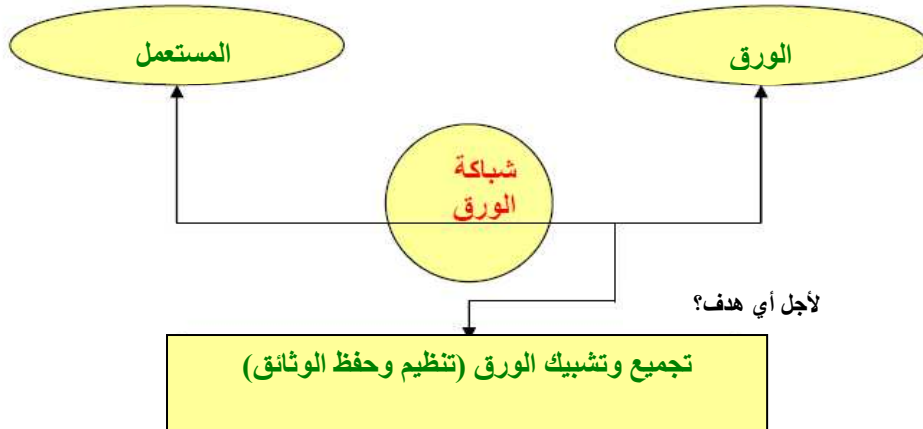 الورق
المستعمل
شباكة
الورق
لأجل أي هدف؟
تجميع وتشبيك الورق (تنظيم وحفظ الوثائق)